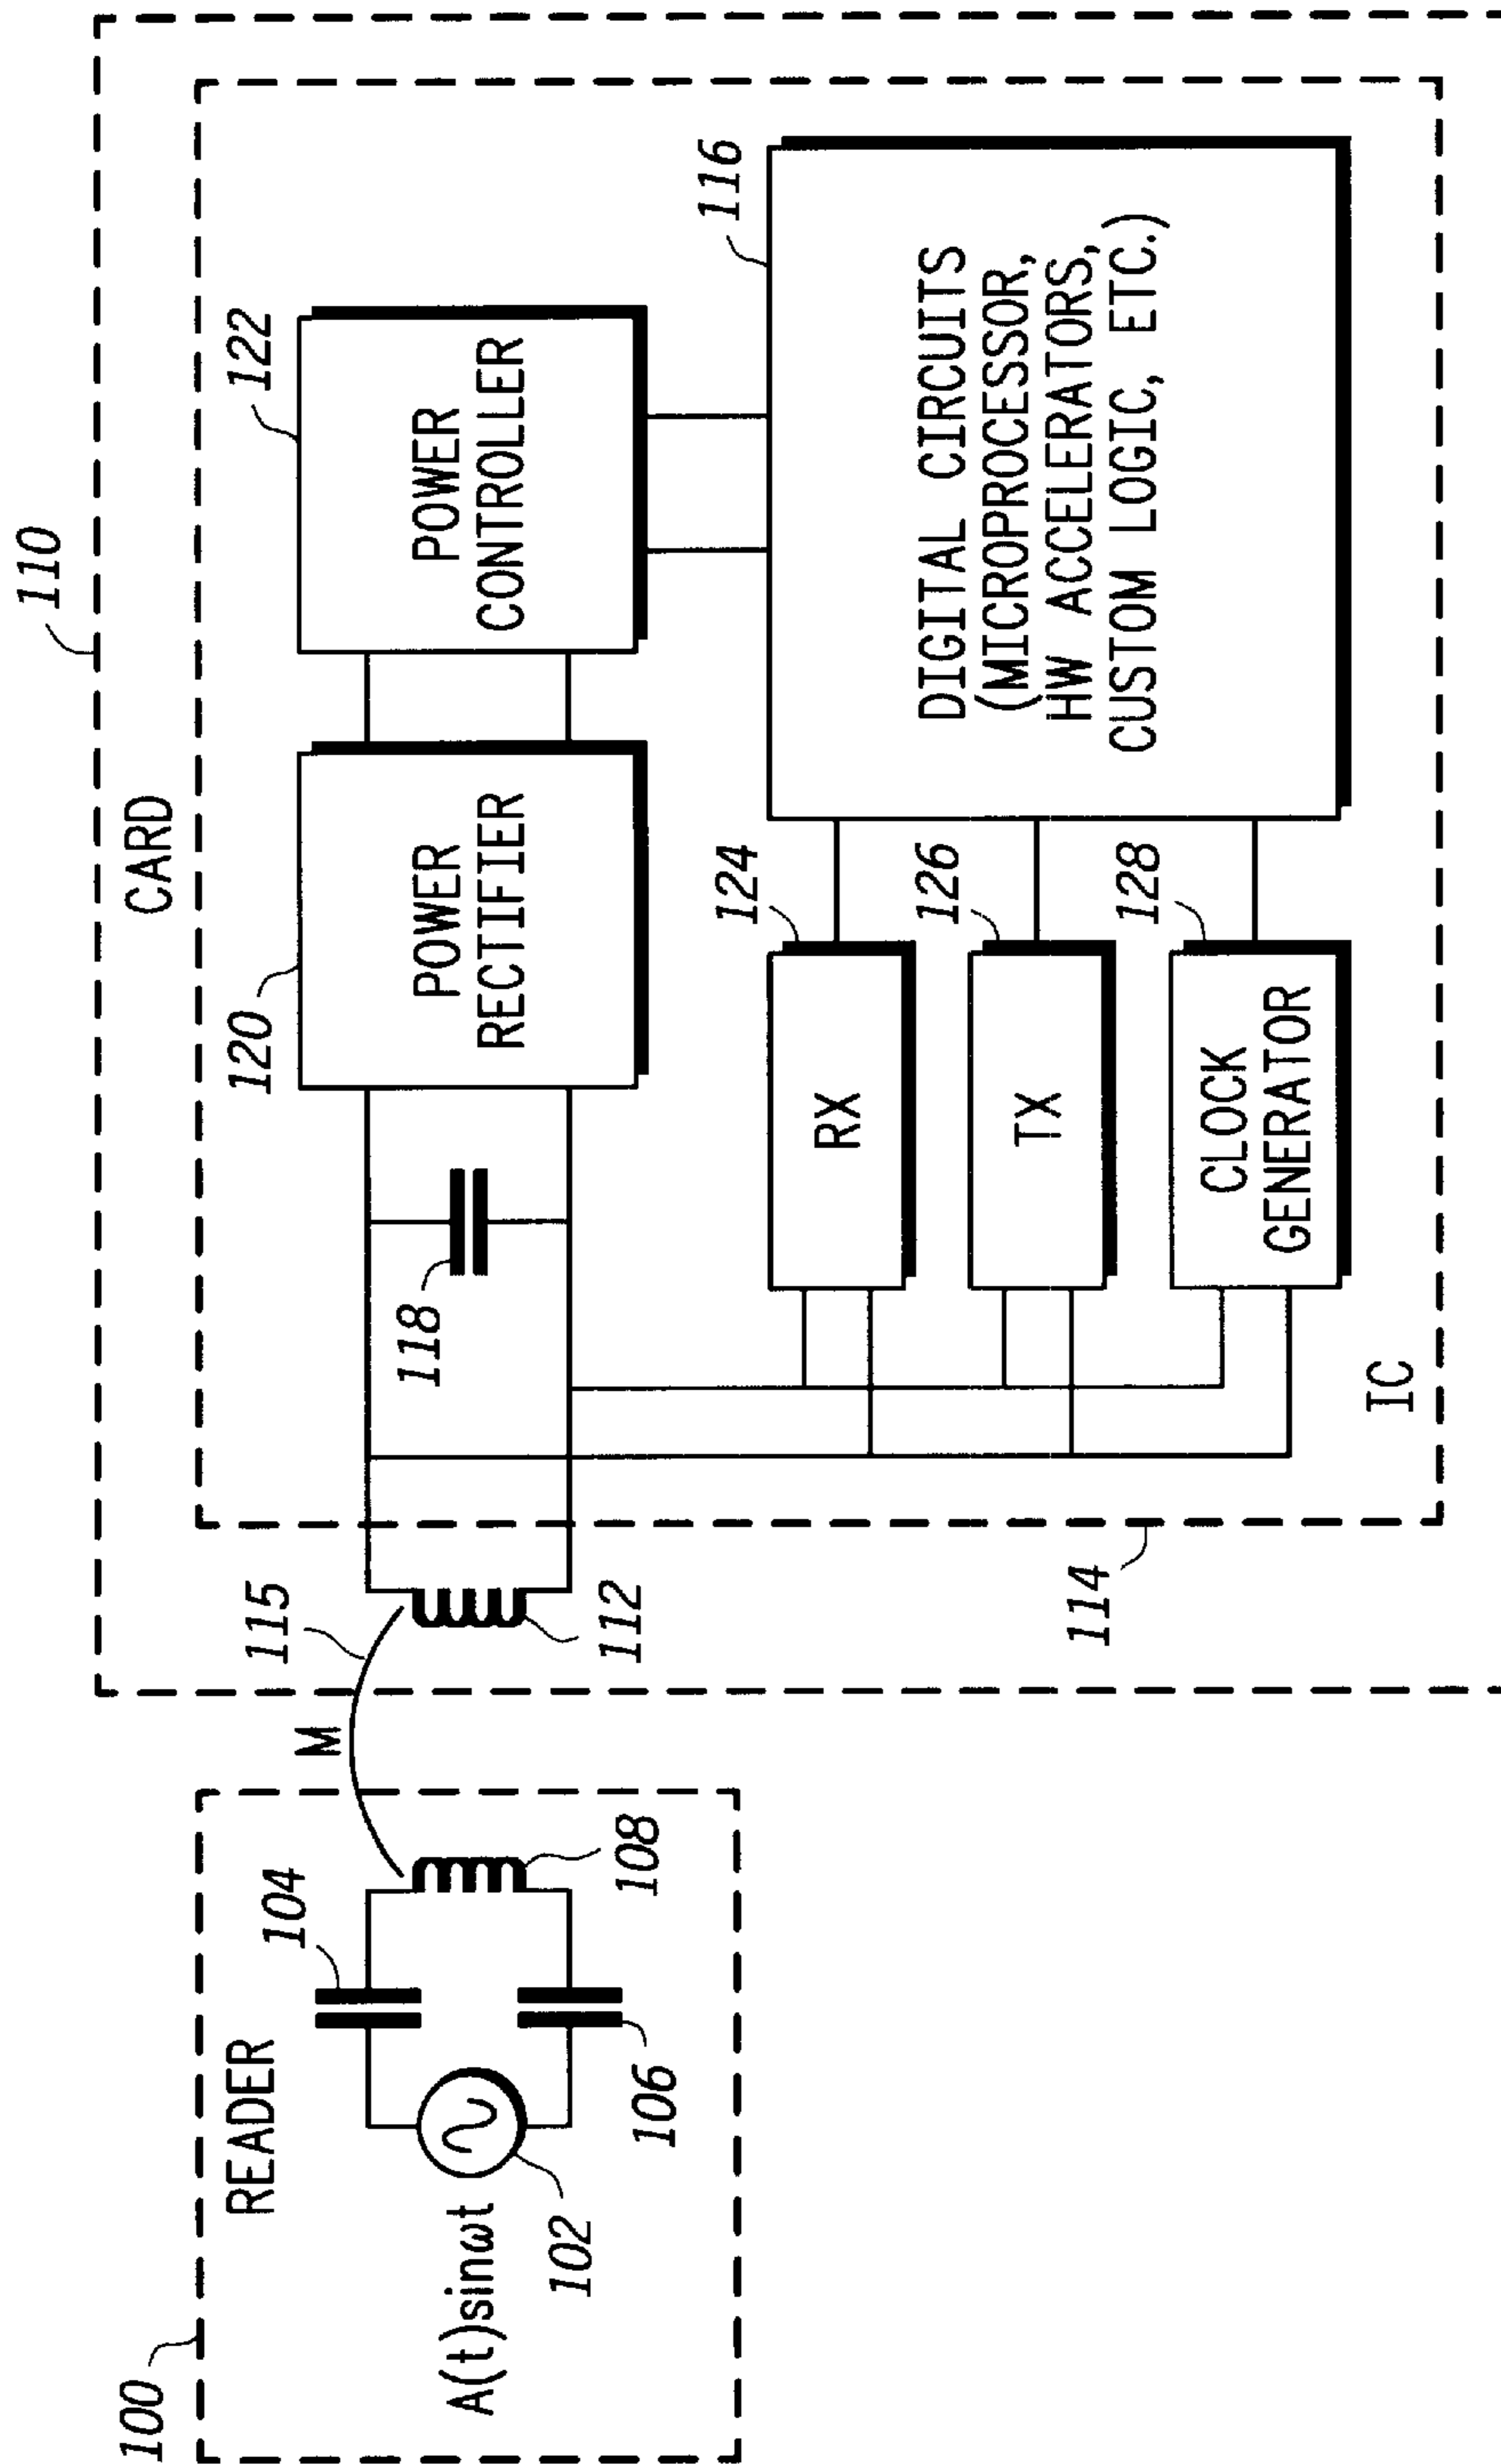 100
READER
A(t)sinωt
102
104
106
108
M
115
110
CARD
112
114
IC
118
120
POWER
RECTIFIER
122
POWER
CONTROLLER
124
RX
126
TX
128
CLOCK
GENERATOR
116
DIGITAL CIRCUITS
(MICROPROCESSOR,
HW ACCELERATORS,
CUSTOM LOGIC, ETC.)